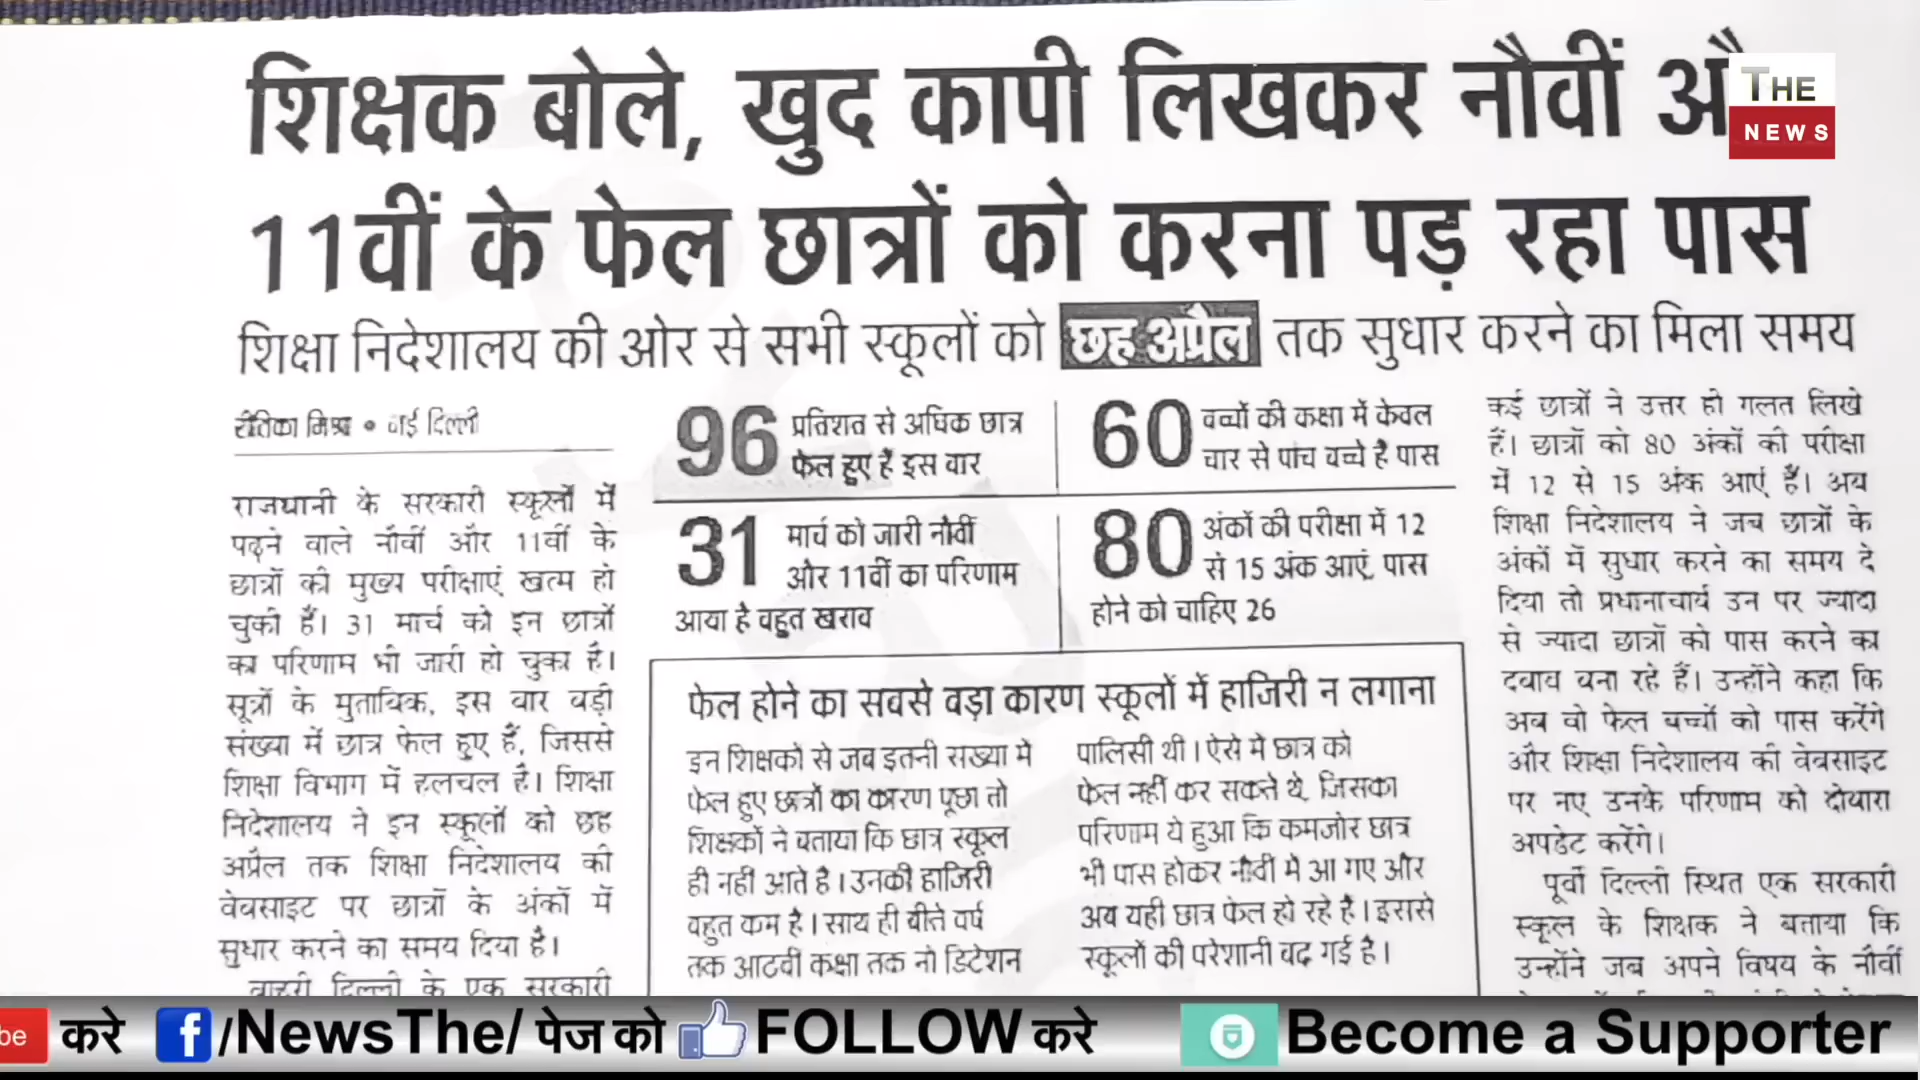 शिक्षक बोले, खुद कापी लिखकर नौवीं औ
11वीं के फेल छात्रों को करना पड़ रहा पास
शिक्षा निदेशालय की ओर से सभी स्कूलों को छह अप्रैल तक सुधार करने का मिला समय
THE
NEWS
रीतिका मिश्र • नई दिल्ली
राजधानी के सरकारी स्कूलों में
पढ़ने वाले नौवीं और 11वीं के
छात्रों की मुख्य परीक्षाएं खत्म हो
चुकी हैं। 31 मार्च को इन छात्रों
का परिणाम भी जारी हो चुका है।
सूत्रों के मुताबिक, इस बार बड़ी
संख्या में छात्र फेल हुए हैं, जिससे
शिक्षा विभाग में हलचल है। शिक्षा
निदेशालय ने इन स्कूलों को छह
अप्रैल तक शिक्षा निदेशालय की
वेबसाइट पर छात्रों के अंकों में
सुधार करने का समय दिया है।
बाहरी दिल्ली के एक सरकारी
96 प्रतिशत से अधिक छात्र
फेल हुए हैं इस बार
60 बच्चों की कक्षा में केवल
चार से पांच बच्चे हैं पास
31 मार्च को जारी नौवीं
और 11वीं का परिणाम
आया है बहुत खराब
80 अंकों की परीक्षा में 12
से 15 अंक आएं, पास
होने को चाहिए 26
फेल होने का सबसे बड़ा कारण स्कूलों में हाजिरी न लगाना
इन शिक्षकों से जब इतनी संख्या में
फेल हुए छात्रों का कारण पूछा तो
शिक्षकों ने बताया कि छात्र स्कूल
ही नहीं आते हैं। उनकी हाजिरी
बहुत कम है। साथ ही बीते वर्ष
तक आठवीं कक्षा तक नो डिटेंशन
पालिसी थी। ऐसे में छात्र को
फेल नहीं कर सकते थे, जिसका
परिणाम ये हुआ कि कमजोर छात्र
भी पास होकर नौवीं में आ गए और
अब यही छात्र फेल हो रहे हैं। इससे
स्कूलों की परेशानी बढ़ गई है।
कई छात्रों ने उत्तर ही गलत लिखे
हैं। छात्रों को 80 अंकों की परीक्षा
में 12 से 15 अंक आएं हैं। अब
शिक्षा निदेशालय ने जब छात्रों के
अंकों में सुधार करने का समय दे
दिया तो प्रधानाचार्य उन पर ज्यादा
से ज्यादा छात्रों को पास करने का
दबाव बना रहे हैं। उन्होंने कहा कि
अब वो फेल बच्चों को पास करेंगे
और शिक्षा निदेशालय की वेबसाइट
पर नए उनके परिणाम को दोबारा
अपडेट करेंगे।
पूर्वी दिल्ली स्थित एक सरकारी
स्कूल के शिक्षक ने बताया कि
उन्होंने जब अपने विषय के नौवीं
be करे f/NewsThe/ पेज को FOLLOW करे Become a Supporter